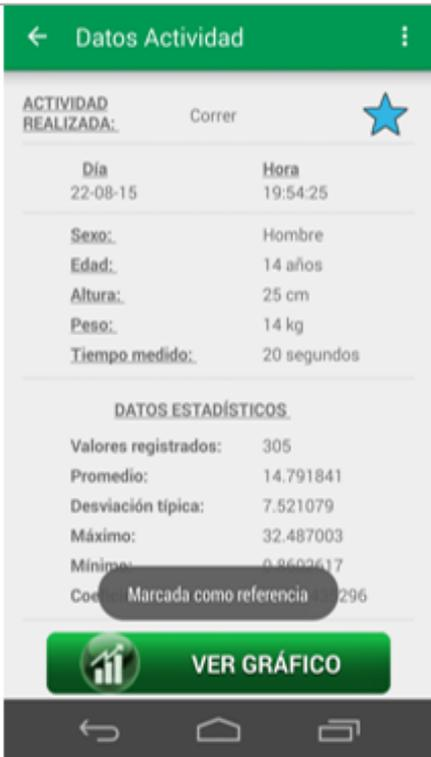 Datos Actividad
ACTIVIDAD
REALIZADA: Correr
Día Hora
22-08-15 19:54:25
Sexo: Hombre
Edad: 14 años
Altura: 25 cm
Peso: 14 kg
Tiempo medido: 20 segundos
DATOS ESTADÍSTICOS
Valores registrados: 305
Promedio: 14.791841
Desviación típica: 7.521079
Máximo: 32.487003
Marcada como referencia
VER GRÁFICO